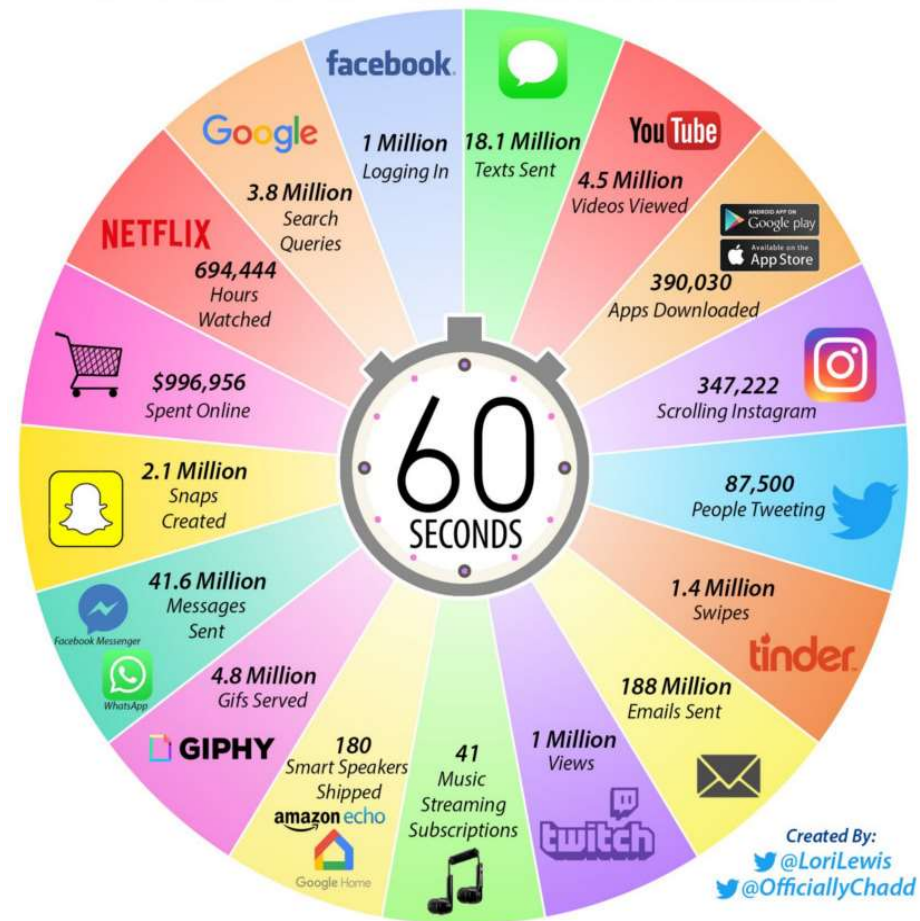 facebook
1 Million
Logging In
18.1 Million
Texts Sent
YouTube
4.5 Million
Videos Viewed
ANDROID APP ON
Google play
Available on the
App Store
390,030
Apps Downloaded
347,222
Scrolling Instagram
87,500
People Tweeting
1.4 Million
Swipes
tinder
188 Million
Emails Sent
1 Million
Views
twitch
41
Music
Streaming
Subscriptions
180
Smart Speakers
Shipped
amazon echo
Google Home
4.8 Million
Gifs Served
GIPHY
41.6 Million
Messages
Sent
Facebook Messenger
WhatsApp
2.1 Million
Snaps
Created
$996,956
Spent Online
NETFLIX
694,444
Hours
Watched
Google
3.8 Million
Search
Queries
60
SECONDS
Created By:
@LoriLewis
@OfficiallyChadd